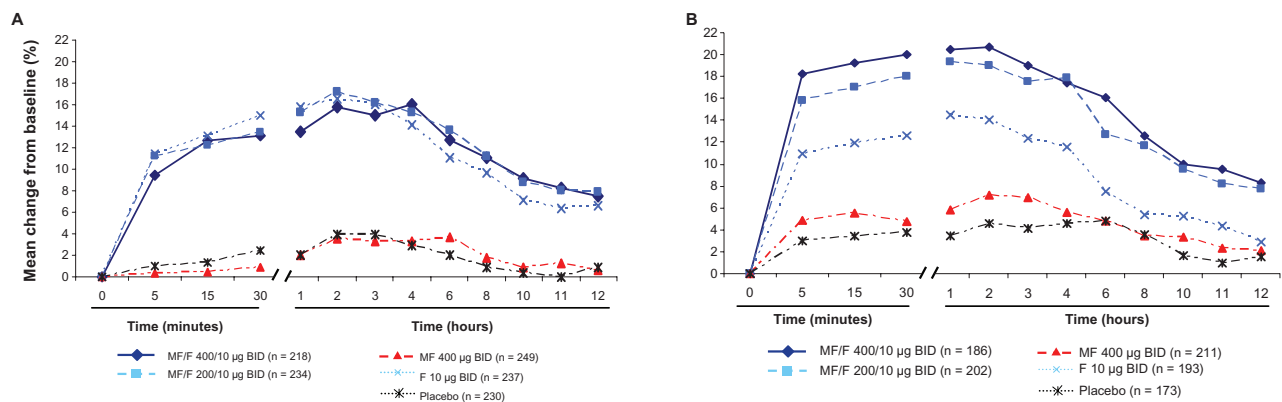 A
Mean change from baseline (%)
22
20
18
16
14
12
10
8
6
4
2
0
0 5 15 30 1 2 3 4 6 8 10 11 12
Time (minutes) Time (hours)
MF/F 400/10 µg BID (n = 218)
MF/F 200/10 µg BID (n = 234)
MF 400 µg BID (n = 249)
F 10 µg BID (n = 237)
Placebo (n = 230)
B
22
20
18
16
14
12
10
8
6
4
2
0
0 5 15 30 1 2 3 4 6 8 10 11 12
Time (minutes) Time (hours)
MF/F 400/10 µg BID (n = 186)
MF/F 200/10 µg BID (n = 202)
MF 400 µg BID (n = 211)
F 10 µg BID (n = 193)
Placebo (n = 173)